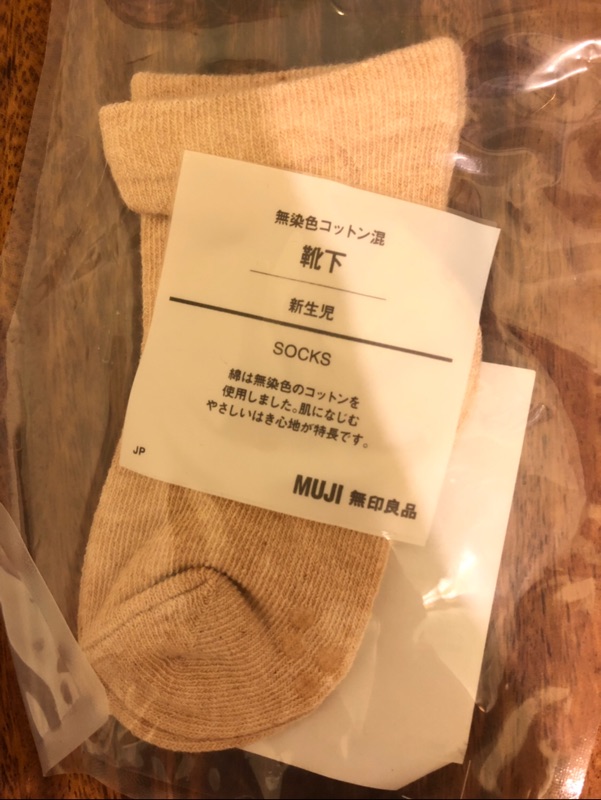 無染色コットン混
靴下
新生児
SOCKS
綿は無染色のコットンを
使用しました。肌になじむ
やさしいはき心地が特長です。
JP
MUJI 無印良品